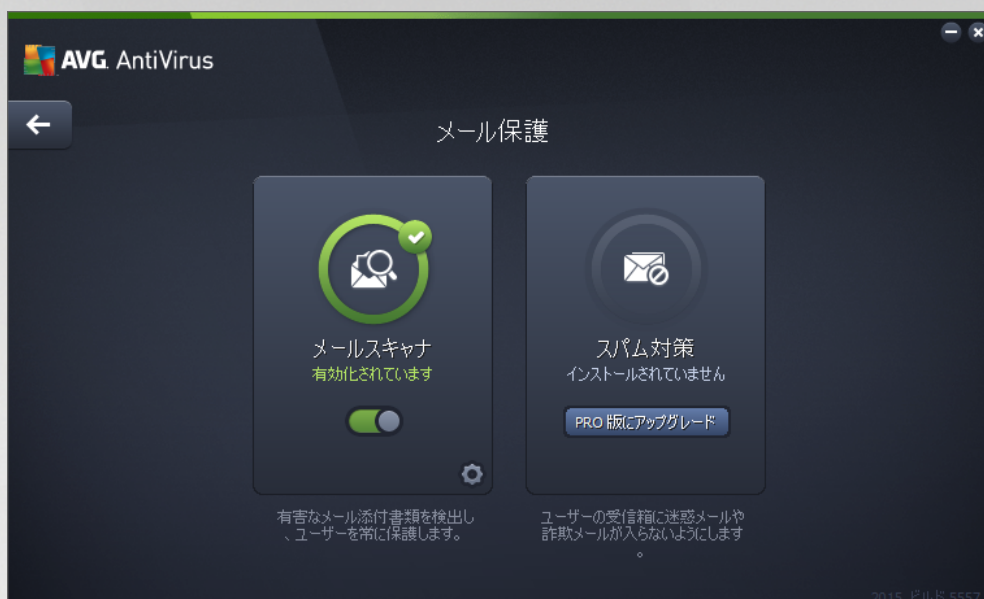 AVG. AntiVirus
メール保護
メールスキャナ
有効化されています
有害なメール添付書類を検出し
、ユーザーを常に保護します。
スパム対策
インストールされていません
PRO 版にアップグレード
ユーザーの受信箱に迷惑メールや
詐欺メールが入らないようにします
。
2015 ビルド 5557